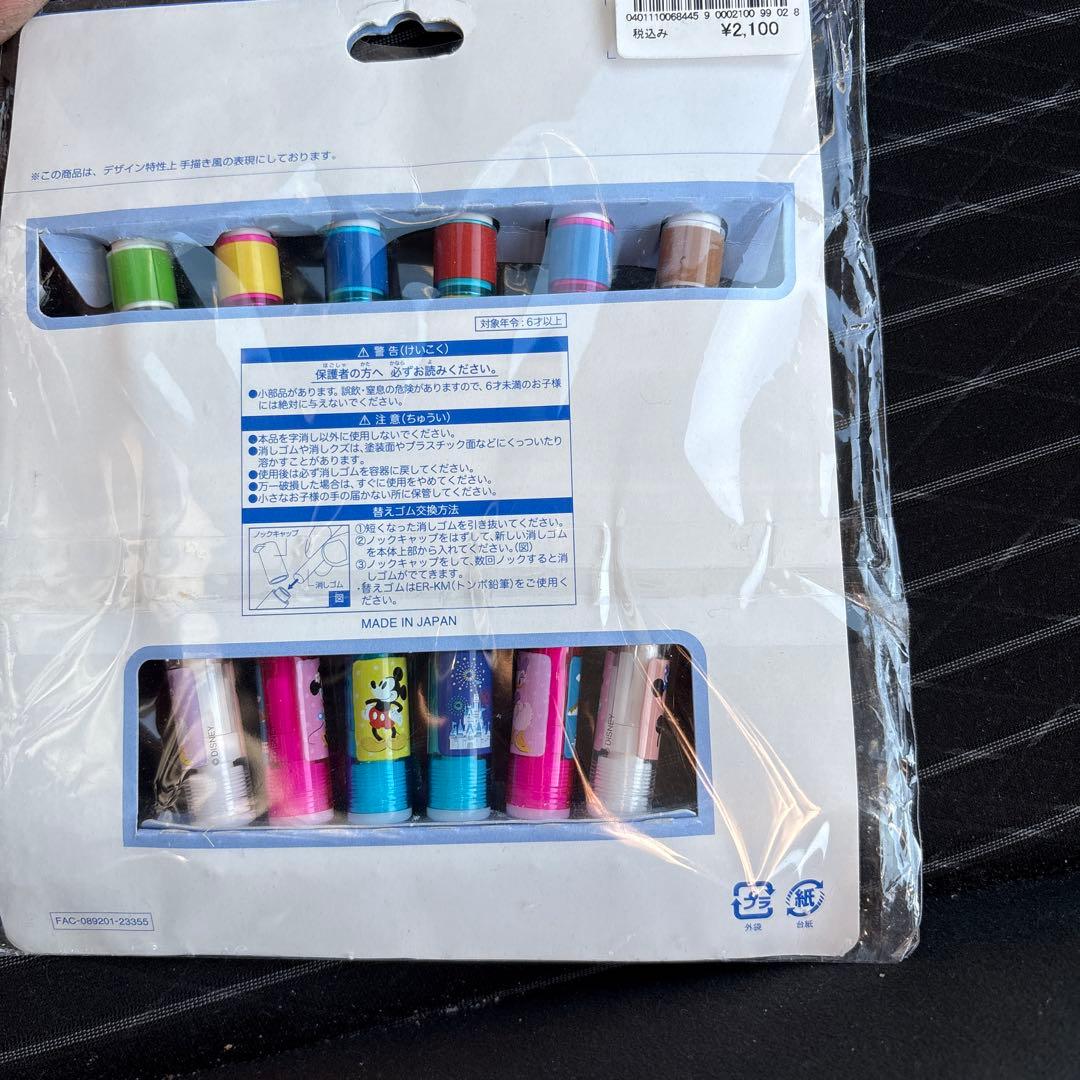 0401110068445 9 0002100 99 02 8
税込み ¥2,100
※この商品は、デザイン特性上 手描き風の表現にしております。
対象年令:6才以上
⚠ 警告(けいこく)
ほごしゃ かた かなら よ
保護者の方へ 必ずお読みください。
●小部品があります。誤飲・窒息の危険がありますので、6才未満のお子様
には絶対に与えないでください。
⚠ 注意(ちゅうい)
●本品を字消し以外に使用しないでください。
●消しゴムや消しクズは、塗装面やプラスチック面などにくっついたり
溶かすことがあります。
●使用後は必ず消しゴムを容器に戻してください。
●万一破損した場合は、すぐに使用をやめてください。
●小さなお子様の手の届かない所に保管してください。
替えゴム交換方法
ノックキャップ
消しゴム
図
①短くなった消しゴムを引き抜いてください。
②ノックキャップをはずして、新しい消しゴム
を本体上部から入れてください。(図)
③ノックキャップをして、数回ノックすると消
しゴムがでてきます。
・替えゴムはER-KM(トンボ鉛筆)をご使用く
ださい。
MADE IN JAPAN
©DISNEY
©DISNEY
FAC-089201-23355
プラ
外袋
紙
台紙